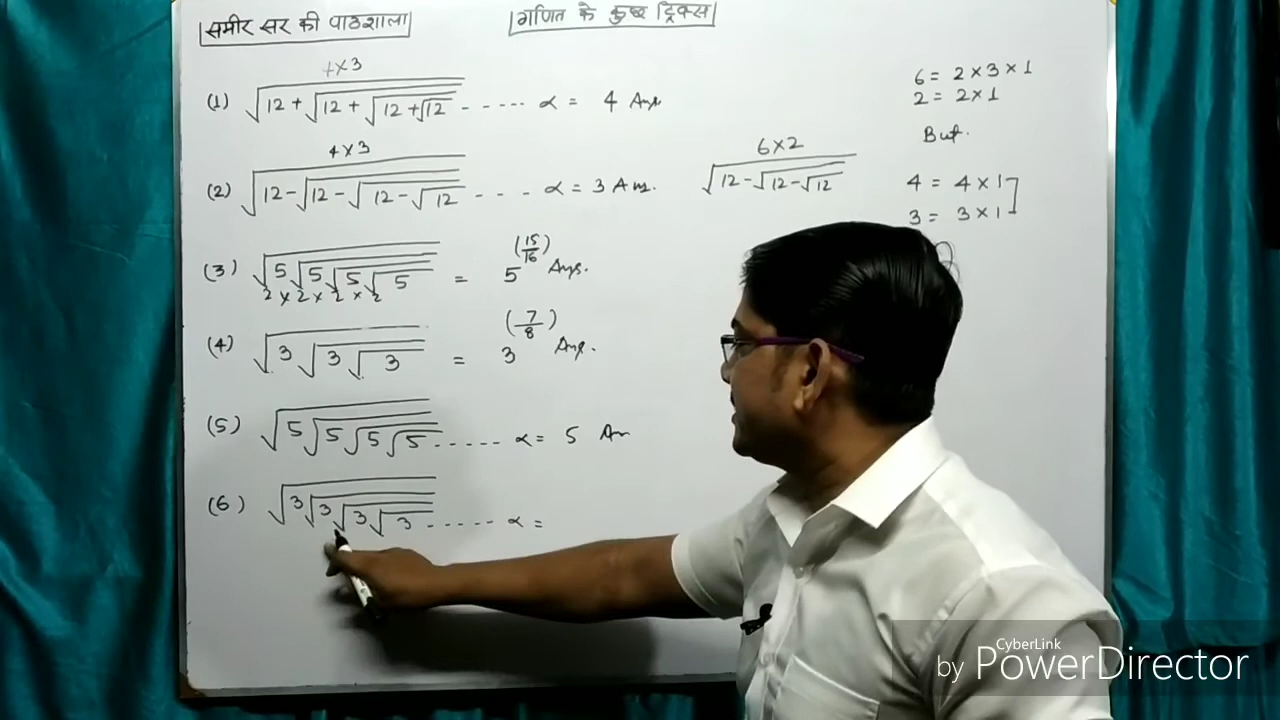 समीर सर की पाठशाला
गणित के कुछ ट्रिक्स
4×3
(1) √12 + √12 + √12 + √12 - - ----- α = 4 Ans
4×3
(2) √12 - √12 - √12 - √12 - - - α = 3 Ans.
6×2
√12 - √12 - √12
6 = 2×3×1
2 = 2×1
But.
4 = 4×1
3 = 3×1
(3) √5√5√5√5 = 5^(15/16) Ans.
2 × 2 × 2 × 2
(4) √3√3√3 = 3^(7/8) Ans.
(5) √5√5√5√5 ------ α = 5 An
(6) √3√3√3√3 ------ α =
CyberLink
by PowerDirector